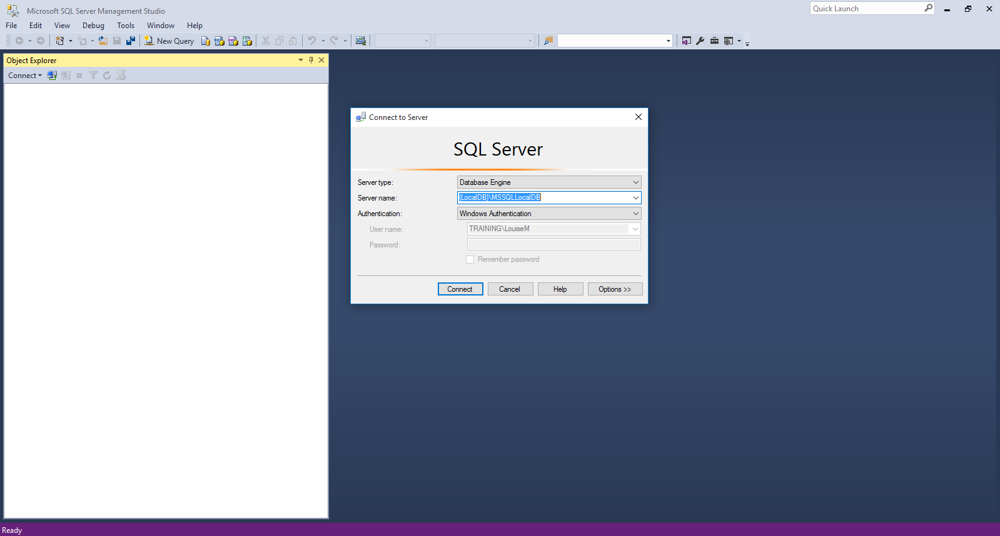 Microsoft SQL Server Management Studio
Quick Launch
File Edit View Debug Tools Window Help
New Query
Object Explorer
Connect
Connect to Server
SQL Server
Server type: Database Engine
Server name: (LocalDB)\MSSQLLocalDB
Authentication: Windows Authentication
User name: TRAINING\LouiseM
Password:
Remember password
Connect Cancel Help Options >>
Ready